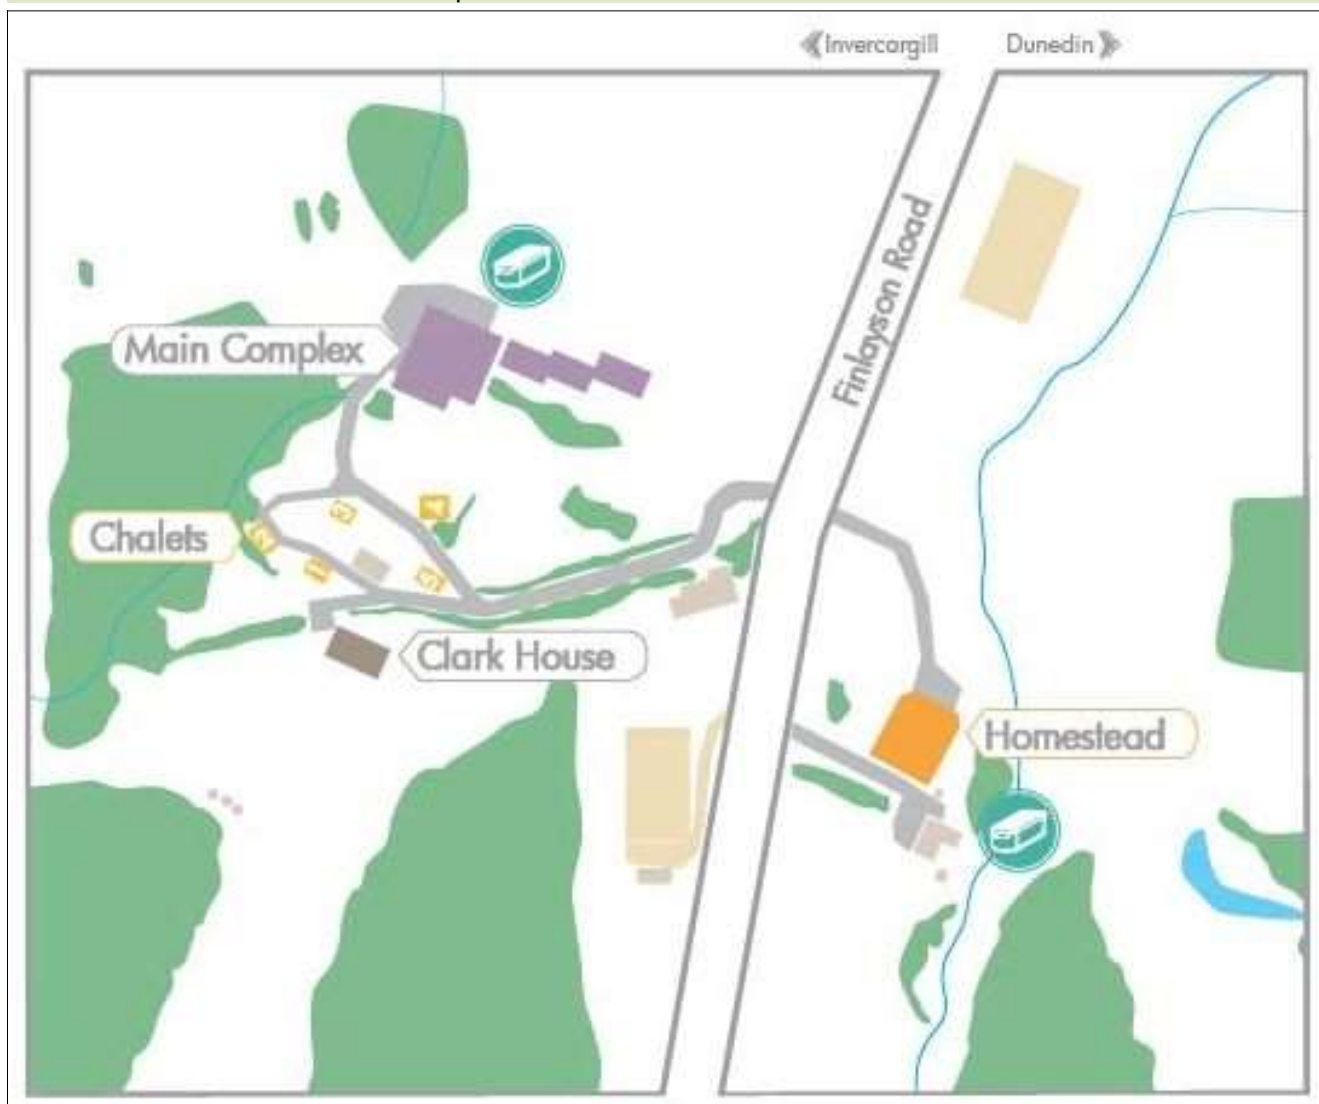 Invercargill
Dunedin
Finlayson Road
Main Complex
Chalets
Clark House
Homestead